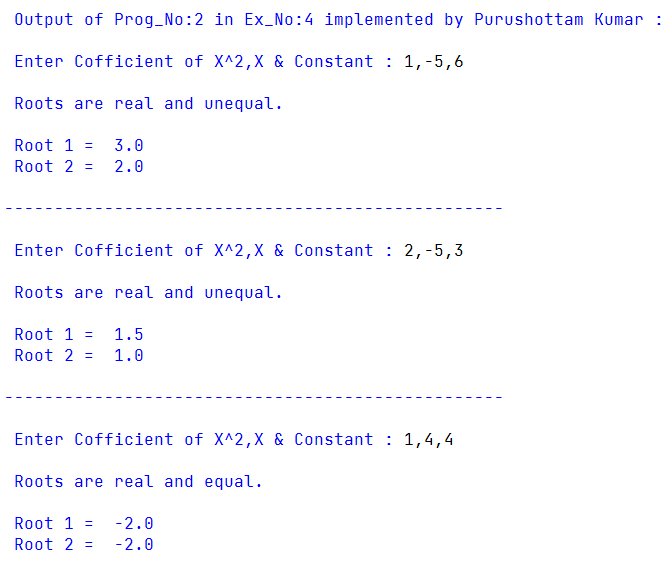 Output of Prog_No:2 in Ex_No:4 implemented by Purushottam Kumar :
Enter Cofficient of X^2,X & Constant : 1,-5,6
Roots are real and unequal.
Root 1 =  3.0
Root 2 =  2.0
--------------------------------------------------
Enter Cofficient of X^2,X & Constant : 2,-5,3
Roots are real and unequal.
Root 1 =  1.5
Root 2 =  1.0
--------------------------------------------------
Enter Cofficient of X^2,X & Constant : 1,4,4
Roots are real and equal.
Root 1 =  -2.0
Root 2 =  -2.0